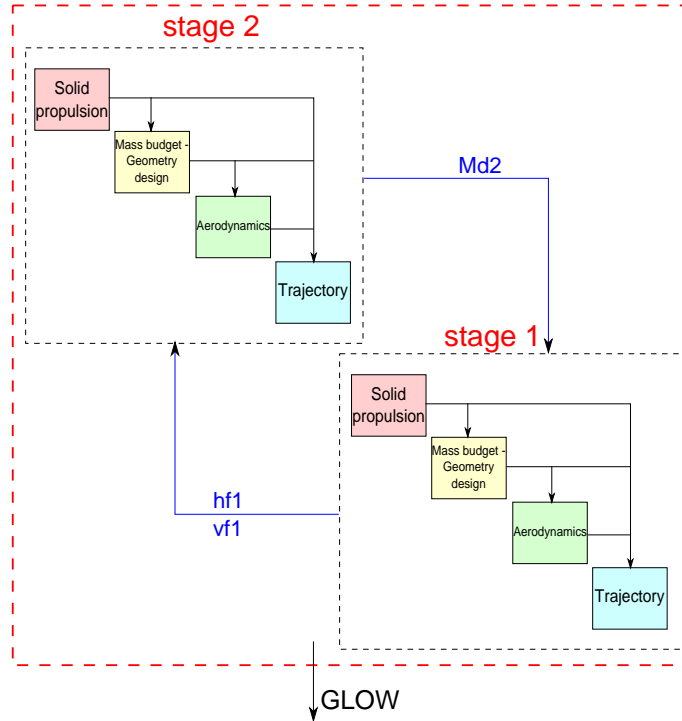 stage 2
Solid
propulsion
Mass budget -
Geometry
design
Aerodynamics
Trajectory
Md2
stage 1
Solid
propulsion
Mass budget -
Geometry
design
Aerodynamics
Trajectory
hf1
vf1
GLOW